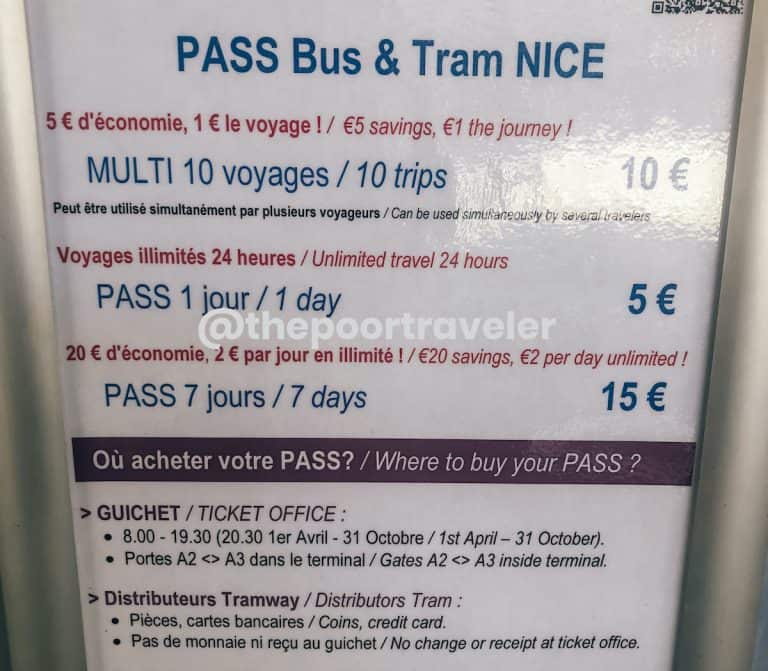 PASS Bus & Tram NICE
5 € d'économie, 1 € le voyage ! / €5 savings, €1 the journey !
MULTI 10 voyages / 10 trips 10 €
Peut être utilisé simultanément par plusieurs voyageurs / Can be used simultaneously by several travelers
Voyages illimités 24 heures / Unlimited travel 24 hours
PASS 1 jour / 1 day 5 €
@thepoortraveler
20 € d'économie, 2 € par jour en illimité ! / €20 savings, €2 per day unlimited !
PASS 7 jours / 7 days 15 €
Où acheter votre PASS? / Where to buy your PASS ?
> GUICHET / TICKET OFFICE :
• 8.00 - 19.30 (20.30 1er Avril - 31 Octobre / 1st April – 31 October).
• Portes A2 <> A3 dans le terminal / Gates A2 <> A3 inside terminal.
> Distributeurs Tramway / Distributors Tram :
• Pièces, cartes bancaires / Coins, credit card.
• Pas de monnaie ni reçu au guichet / No change or receipt at ticket office.